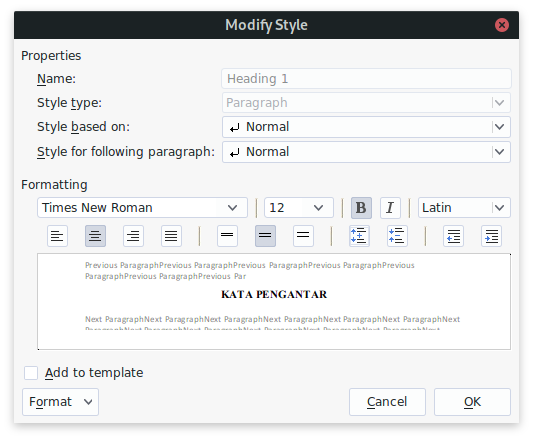 Modify Style
Properties
Name: Heading 1
Style type: Paragraph
Style based on: Normal
Style for following paragraph: Normal
Formatting
Times New Roman 12 B I Latin
Previous ParagraphPrevious ParagraphPrevious ParagraphPrevious ParagraphPrevious
ParagraphPrevious ParagraphPrevious Par
KATA PENGANTAR
Next ParagraphNext ParagraphNext ParagraphNext ParagraphNext ParagraphNext
ParagraphNext ParagraphNext ParagraphNext ParagraphNext ParagraphNext
Add to template
Format Cancel OK